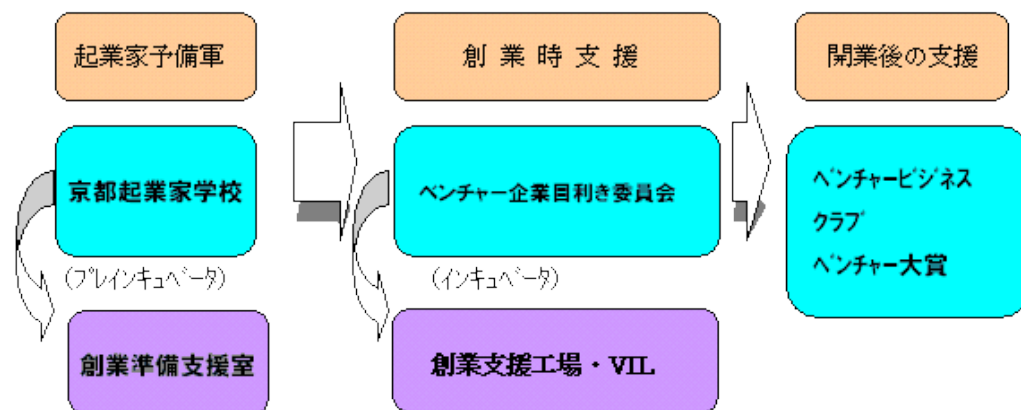 起業家予備軍
創業時支援
開業後の支援
京都起業家学校
ベンチャー企業目利き委員会
ベンチャービジネス
クラブ
ベンチャー大賞
(プレインキュベータ)
(インキュベータ)
創業準備支援室
創業支援工場・VIL